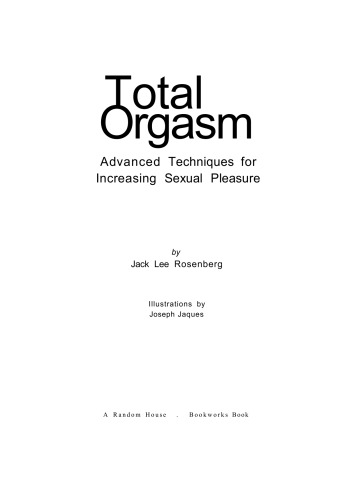 Total
Orgasm
Advanced Techniques for
Increasing Sexual Pleasure
by
Jack Lee Rosenberg
Illustrations by
Joseph Jaques
A Random House . Bookworks Book